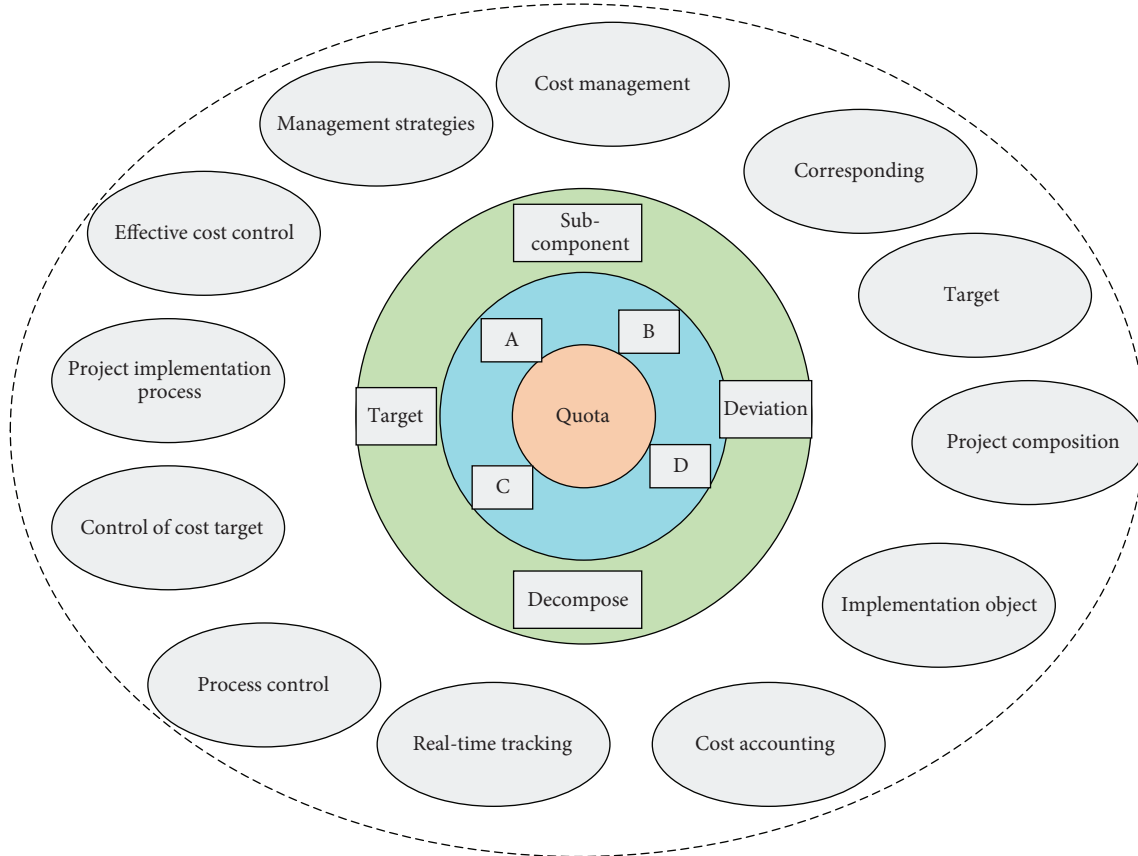 Cost management
Management strategies
Corresponding
Effective cost control
Sub-
component
Target
A
B
Project implementation
process
Target
Quota
Deviation
Project composition
C
D
Control of cost target
Decompose
Implementation object
Process control
Real-time tracking
Cost accounting